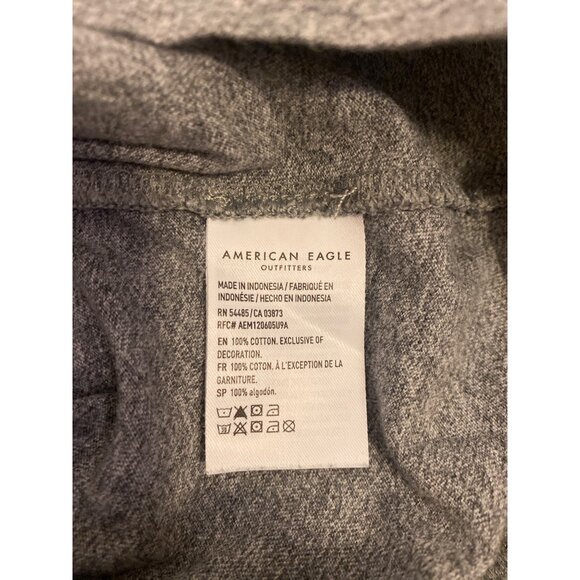 AMERICAN EAGLE
OUTFITTERS
MADE IN INDONESIA / FABRIQUÉ EN
INDONÉSIE / HECHO EN INDONESIA
RN 54485/CA 03873
RFC# AEM120605U9A
EN 100% COTTON. EXCLUSIVE OF
DECORATION.
FR 100% COTON. À L'EXCEPTION DE LA
GARNITURE.
SP 100% algodón.